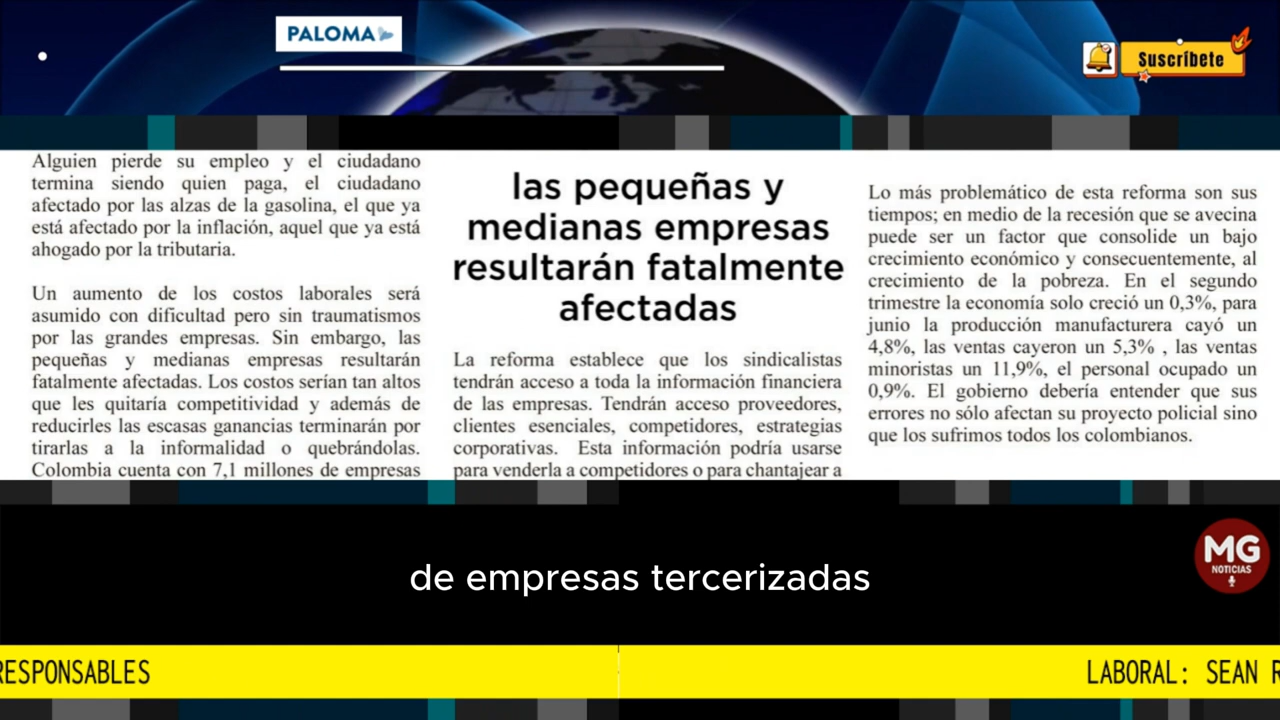 PALOMA
Suscríbete
Alguien pierde su empleo y el ciudadano
termina siendo quien paga, el ciudadano
afectado por las alzas de la gasolina, el que ya
está afectado por la inflación, aquel que ya está
ahogado por la tributaria.
Un aumento de los costos laborales será
asumido con dificultad pero sin traumatismos
por las grandes empresas. Sin embargo, las
pequeñas y medianas empresas resultarán
fatalmente afectadas. Los costos serían tan altos
que les quitaría competitividad y además de
reducirles las escasas ganancias terminarán por
tirarlas a la informalidad o quebrándolas.
Colombia cuenta con 7,1 millones de empresas
las pequeñas y
medianas empresas
resultarán fatalmente
afectadas
La reforma establece que los sindicalistas
tendrán acceso a toda la información financiera
de las empresas. Tendrán acceso proveedores,
clientes esenciales, competidores, estrategias
corporativas. Esta información podría usarse
para venderla a competidores o para chantajear a
Lo más problemático de esta reforma son sus
tiempos; en medio de la recesión que se avecina
puede ser un factor que consolide un bajo
crecimiento económico y consecuentemente, al
crecimiento de la pobreza. En el segundo
trimestre la economía solo creció un 0,3%, para
junio la producción manufacturera cayó un
4,8%, las ventas cayeron un 5,3% , las ventas
minoristas un 11,9%, el personal ocupado un
0,9%. El gobierno debería entender que sus
errores no sólo afectan su proyecto policial sino
que los sufrimos todos los colombianos.
de empresas tercerizadas
MG
NOTICIAS
RESPONSABLES
LABORAL: SEAN R